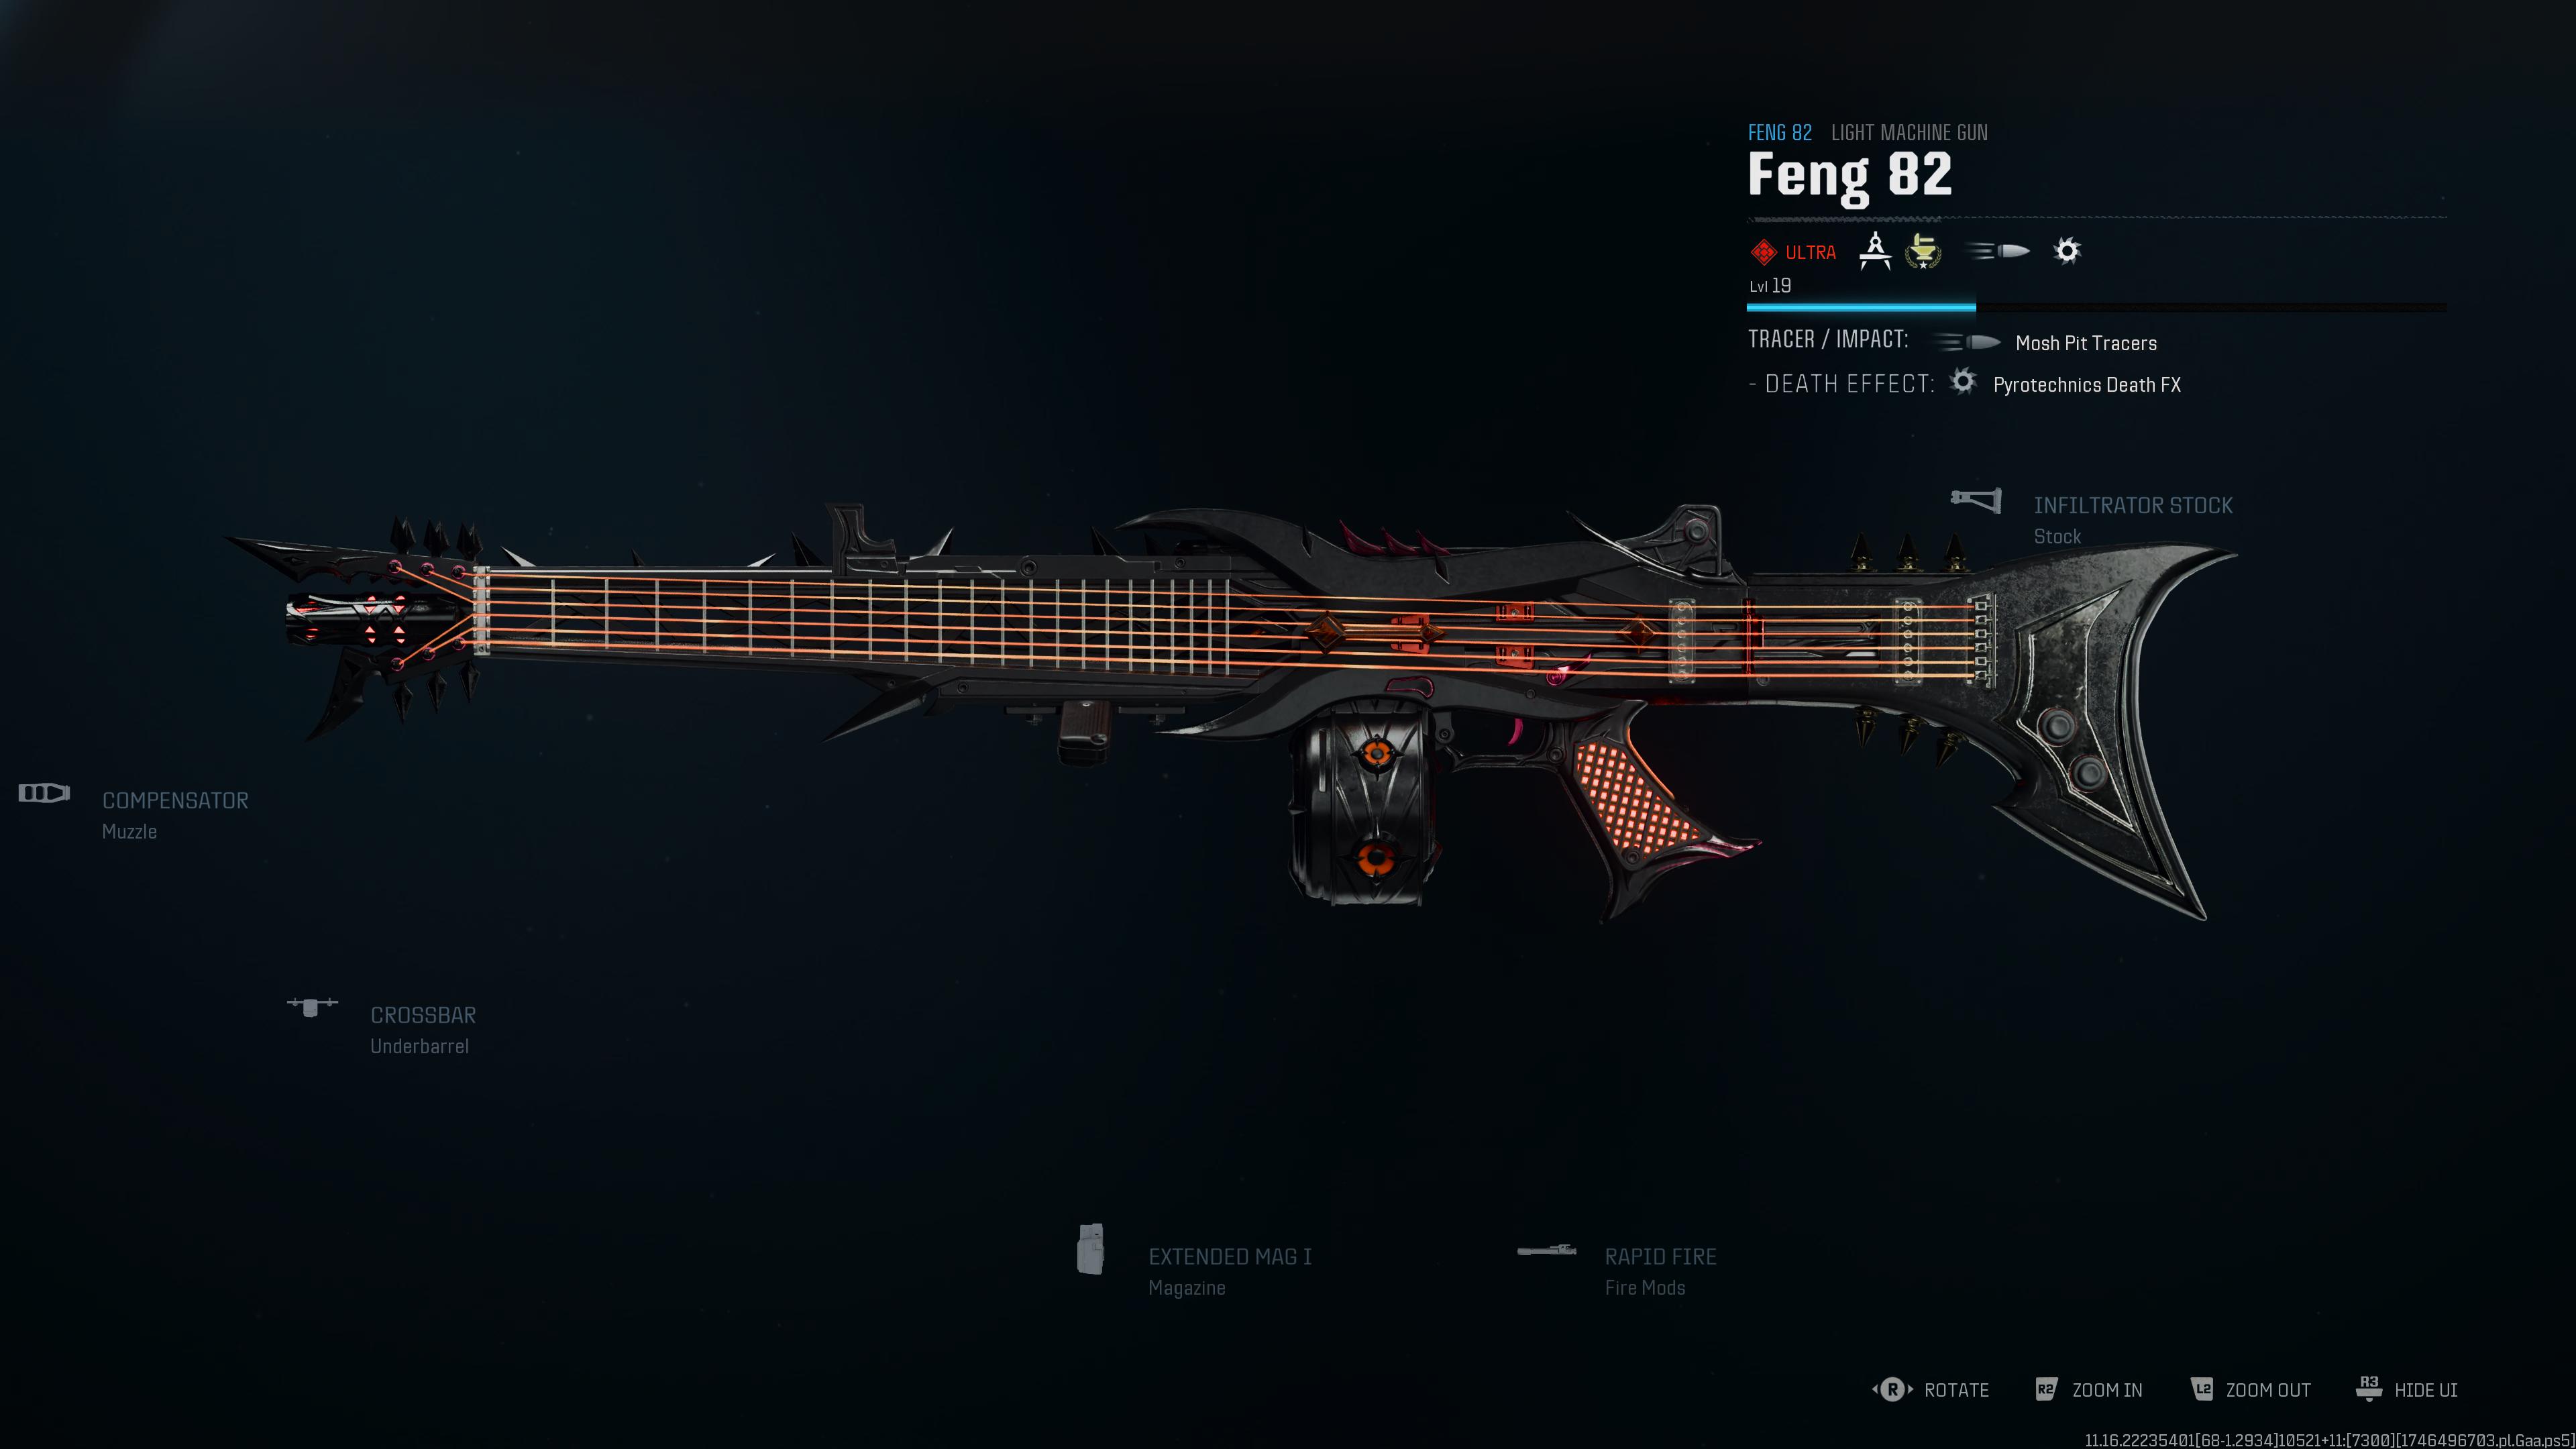 FENG 82 LIGHT MACHINE GUN
Feng 82
ULTRA
Lvl 19
TRACER / IMPACT: Mosh Pit Tracers
- DEATH EFFECT: Pyrotechnics Death FX
INFILTRATOR STOCK
Stock
COMPENSATOR
Muzzle
CROSSBAR
Underbarrel
EXTENDED MAG I
Magazine
RAPID FIRE
Fire Mods
R ROTATE R2 ZOOM IN L2 ZOOM OUT R3 HIDE UI
11.16.22235401[68-1.2934]10521+11:[7300][1746496703.pl.Gaa.ps5]